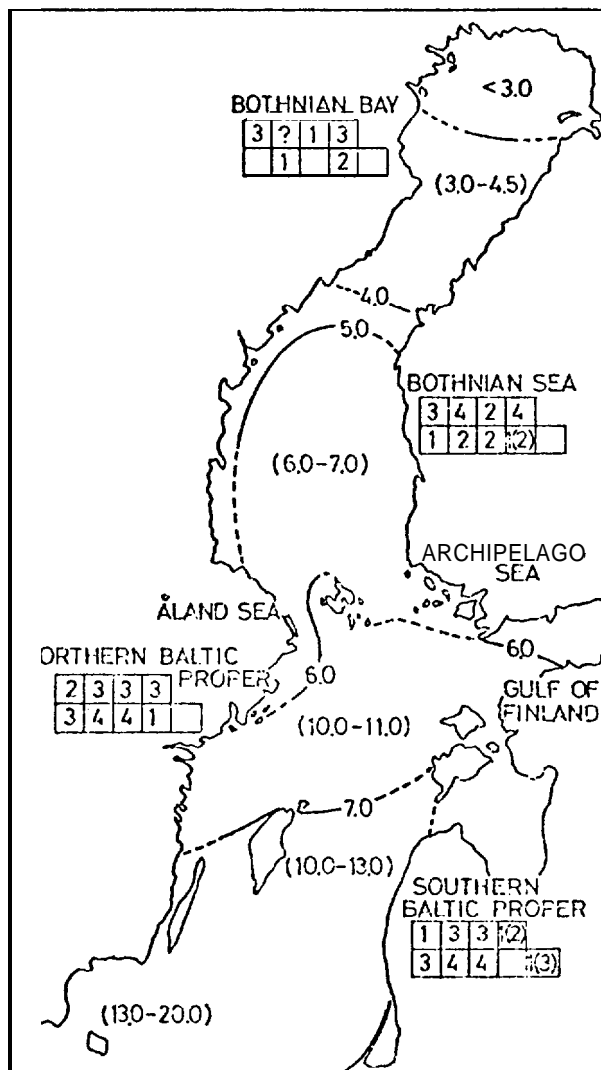 <3.0
BOTHNIAN BAY
3 ? 1 3
1 2
(3.0-4.5)
4.0
5.0
BOTHNIAN SEA
3 4 2 4
1 2 2 (2)
(6.0-7.0)
ARCHIPELAGO
SEA
ÅLAND SEA
6.0
ORTHERN BALTIC
PROPER
2 3 3 3
3 4 4 1
6.0
GULF OF
FINLAND
(10.0-11.0)
7.0
(10.0-13.0)
SOUTHERN
BALTIC PROPER
1 3 3 (2)
3 4 4 (3)
(13.0-20.0)